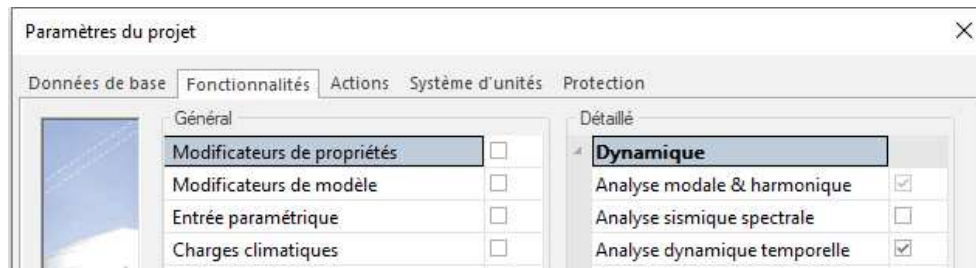 Paramètres du projet
Données de base Fonctionnalités Actions Système d'unités Protection
Général
Modificateurs de propriétés
Modificateurs de modèle
Entrée paramétrique
Charges climatiques
Détaillé
Dynamique
Analyse modale & harmonique
Analyse sismique spectrale
Analyse dynamique temporelle